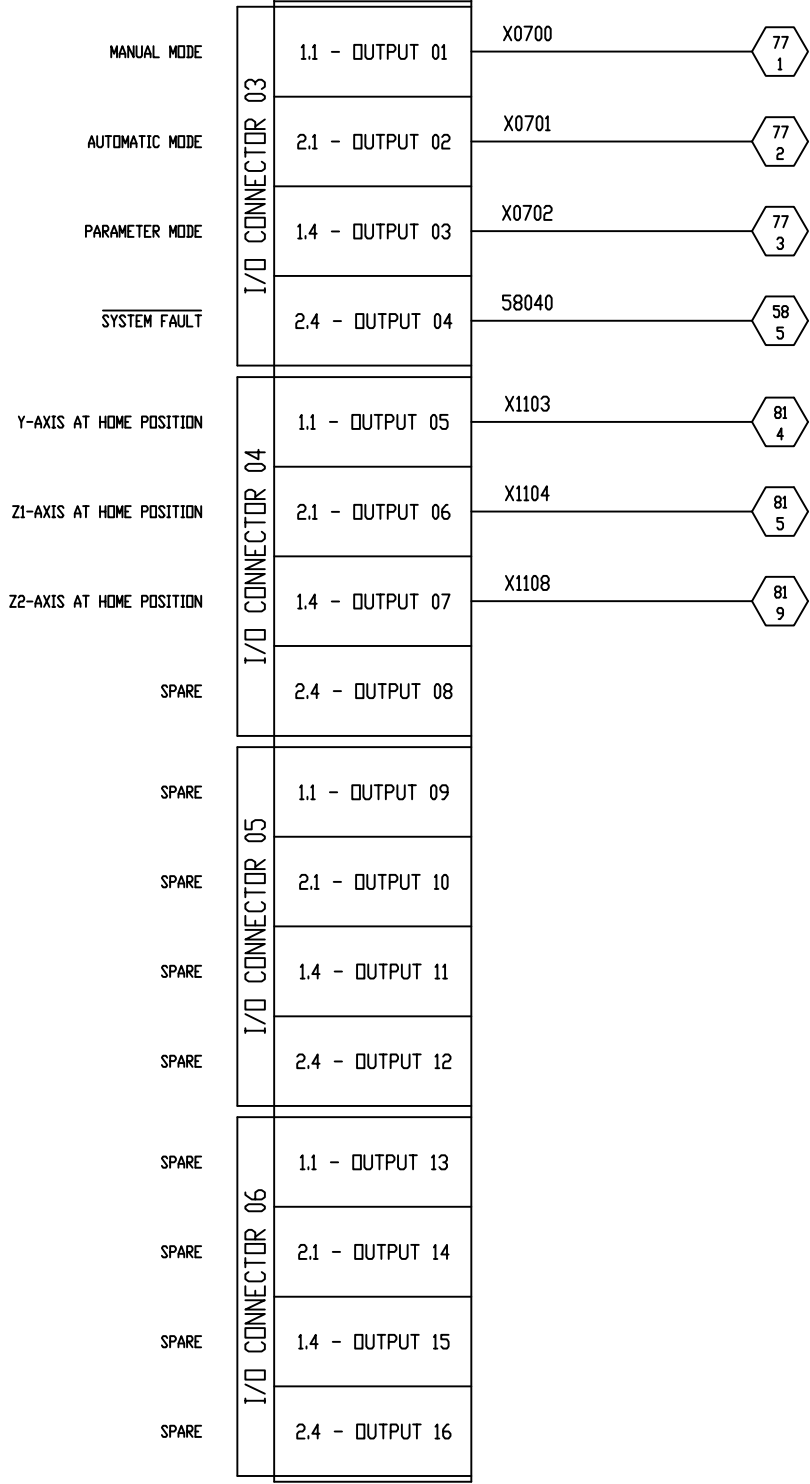 I/O CONNECTOR 03
MANUAL MODE 1.1 - OUTPUT 01 X0700 77 1
AUTOMATIC MODE 2.1 - OUTPUT 02 X0701 77 2
PARAMETER MODE 1.4 - OUTPUT 03 X0702 77 3
SYSTEM FAULT 2.4 - OUTPUT 04 58040 58 5
I/O CONNECTOR 04
Y-AXIS AT HOME POSITION 1.1 - OUTPUT 05 X1103 81 4
Z1-AXIS AT HOME POSITION 2.1 - OUTPUT 06 X1104 81 5
Z2-AXIS AT HOME POSITION 1.4 - OUTPUT 07 X1108 81 9
SPARE 2.4 - OUTPUT 08
I/O CONNECTOR 05
SPARE 1.1 - OUTPUT 09
SPARE 2.1 - OUTPUT 10
SPARE 1.4 - OUTPUT 11
SPARE 2.4 - OUTPUT 12
I/O CONNECTOR 06
SPARE 1.1 - OUTPUT 13
SPARE 2.1 - OUTPUT 14
SPARE 1.4 - OUTPUT 15
SPARE 2.4 - OUTPUT 16